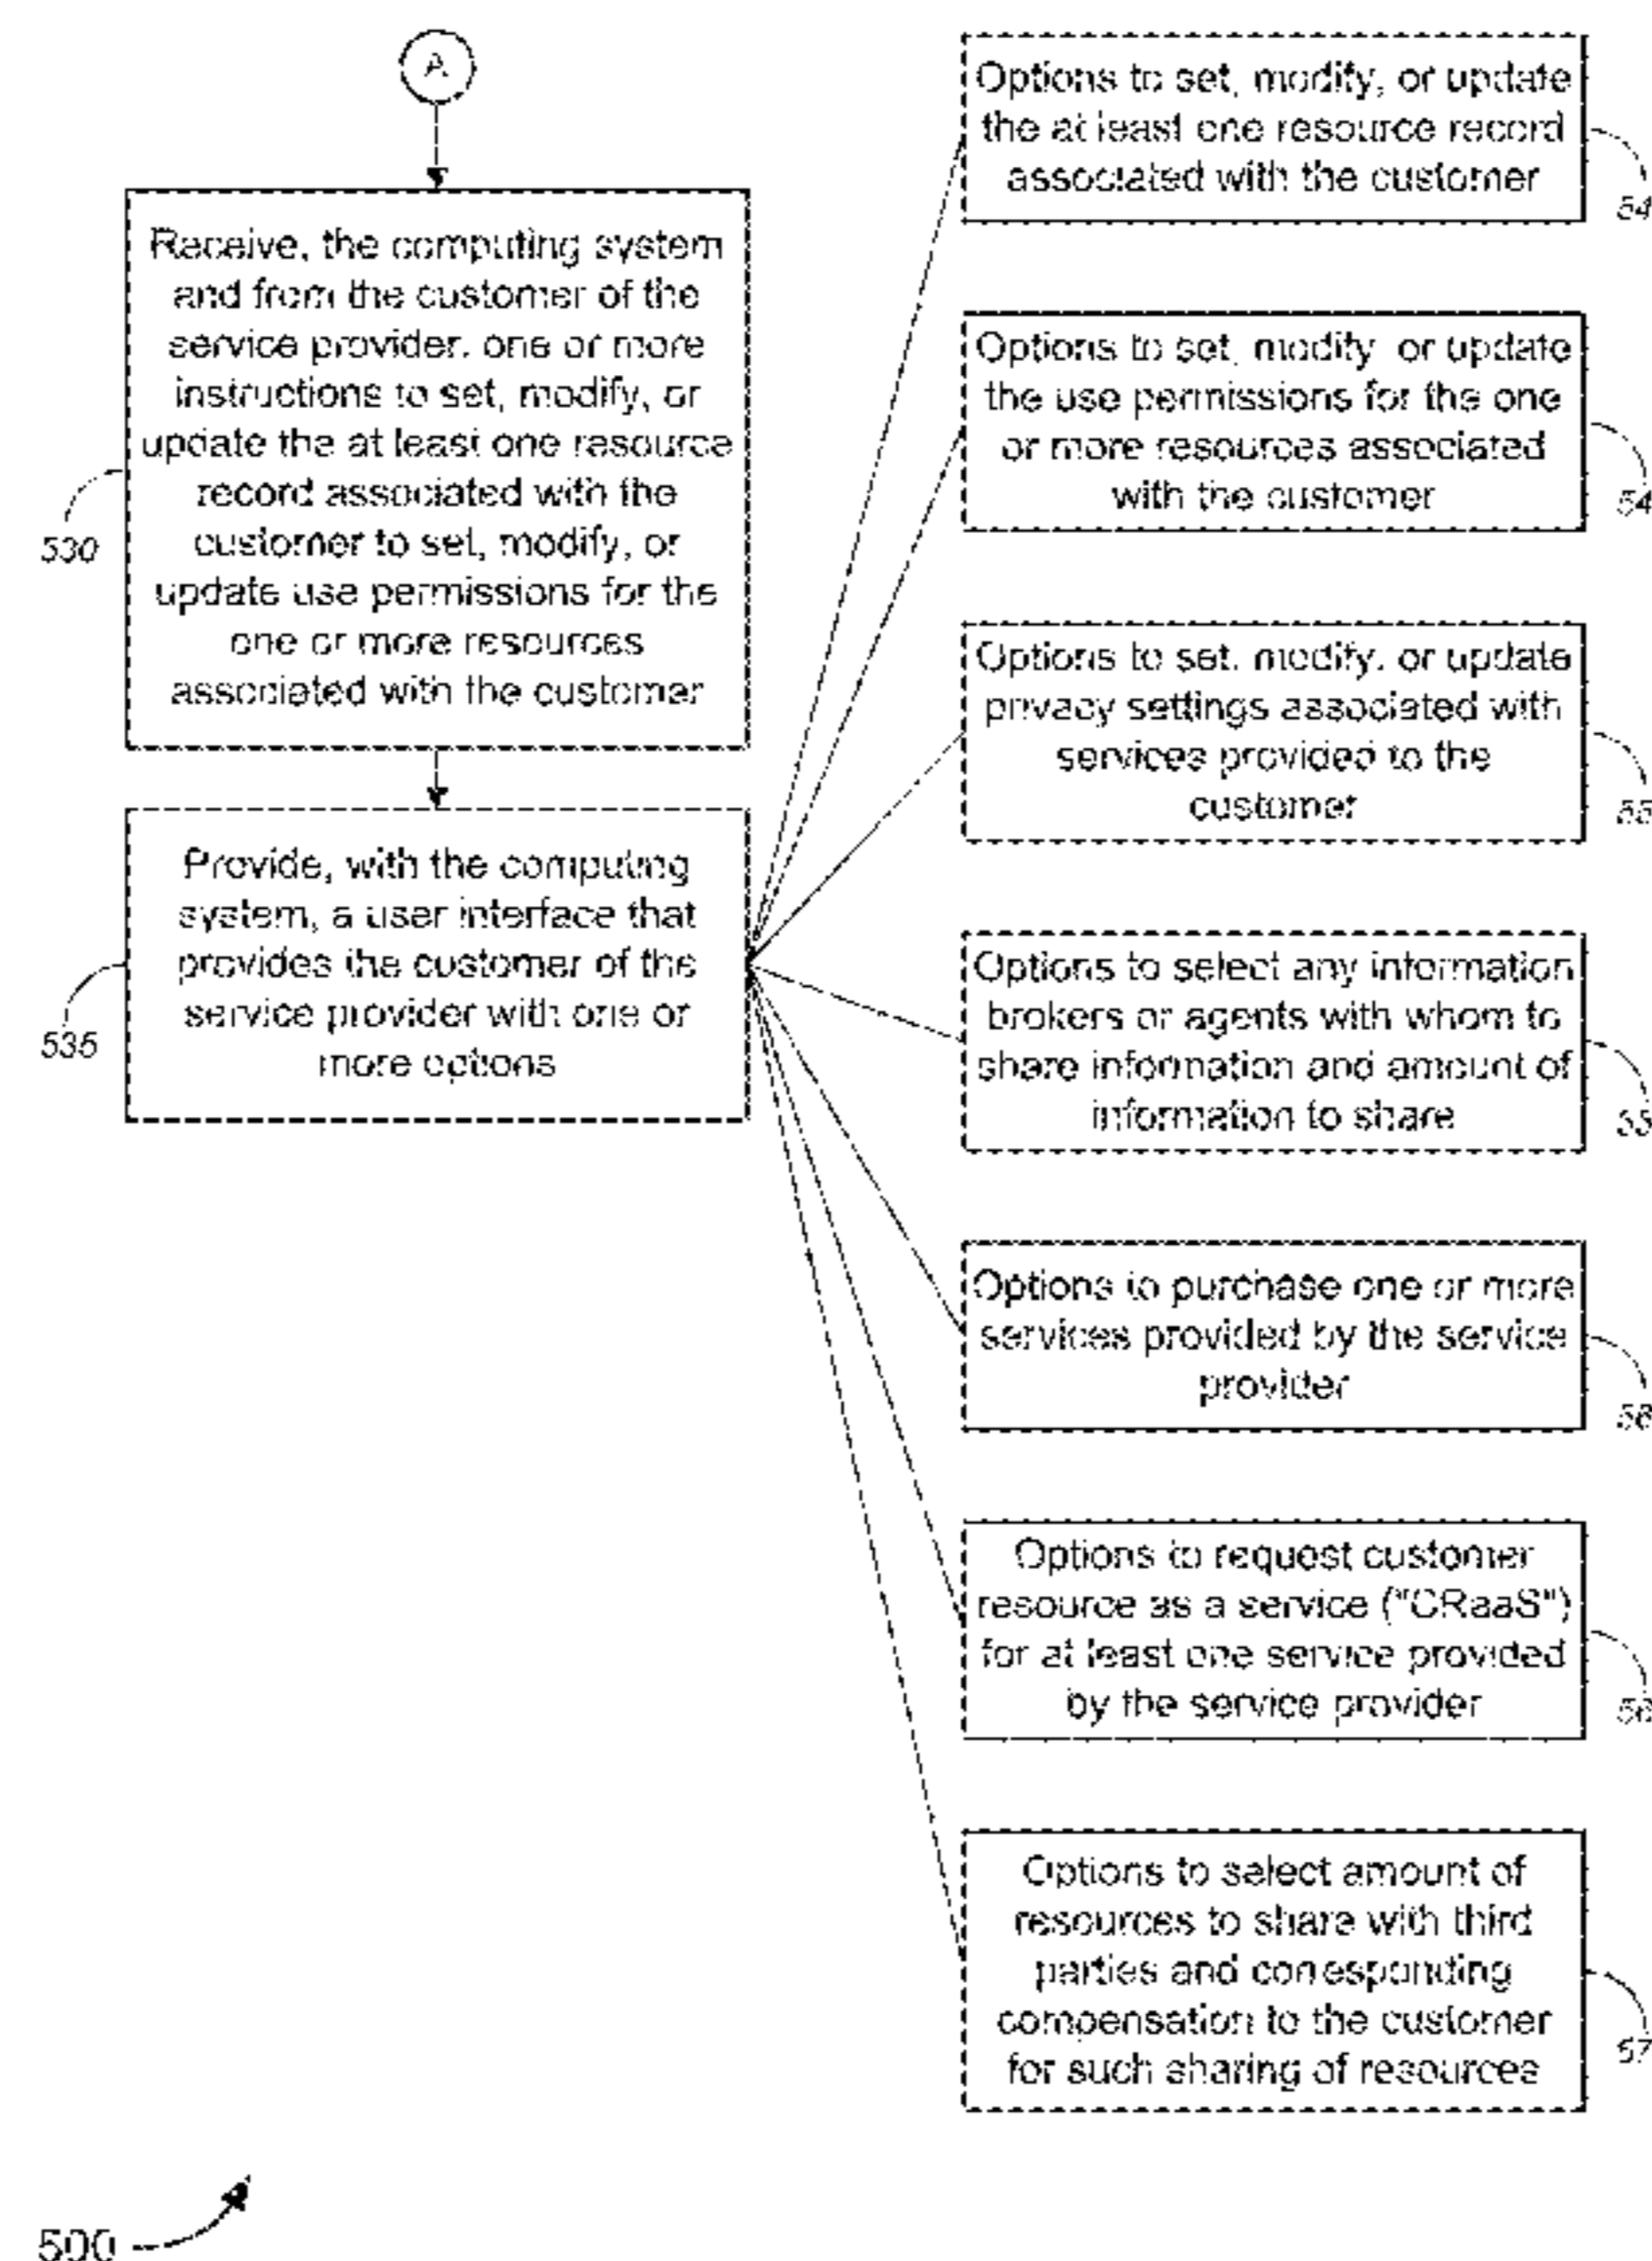 A
Receive, the computing system
and from the customer of the
service provider, one or more
instructions to set, modify, or
update the at least one resource
record associated with the
customer to set, modify, or
update use permissions for the
one or more resources
associated with the customer
530
Provide, with the computing
system, a user interface that
provides the customer of the
service provider with one or
more options
535
Options to set, modify, or update
the at least one resource record
associated with the customer
54
Options to set, modify, or update
the use permissions for the one
or more resources associated
with the customer
54
Options to set, modify, or update
privacy settings associated with
services provided to the
customer
55
Options to select any information
brokers or agents with whom to
share information and amount of
information to share
55
Options to purchase one or more
services provided by the service
provider
56
Options to request customer
resource as a service ("CRaaS")
for at least one service provided
by the service provider
56
Options to select amount of
resources to share with third
parties and corresponding
compensation to the customer
for such sharing of resources
57
500